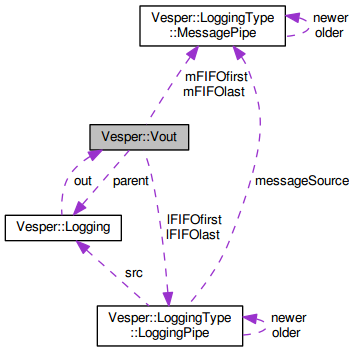 Vesper::LoggingType
::MessagePipe
newer
older
mFIFOfirst
mFIFOlast
Vesper::Vout
out
parent
messageSource
Vesper::Logging
lFIFOfirst
lFIFOlast
src
Vesper::LoggingType
::LoggingPipe
newer
older